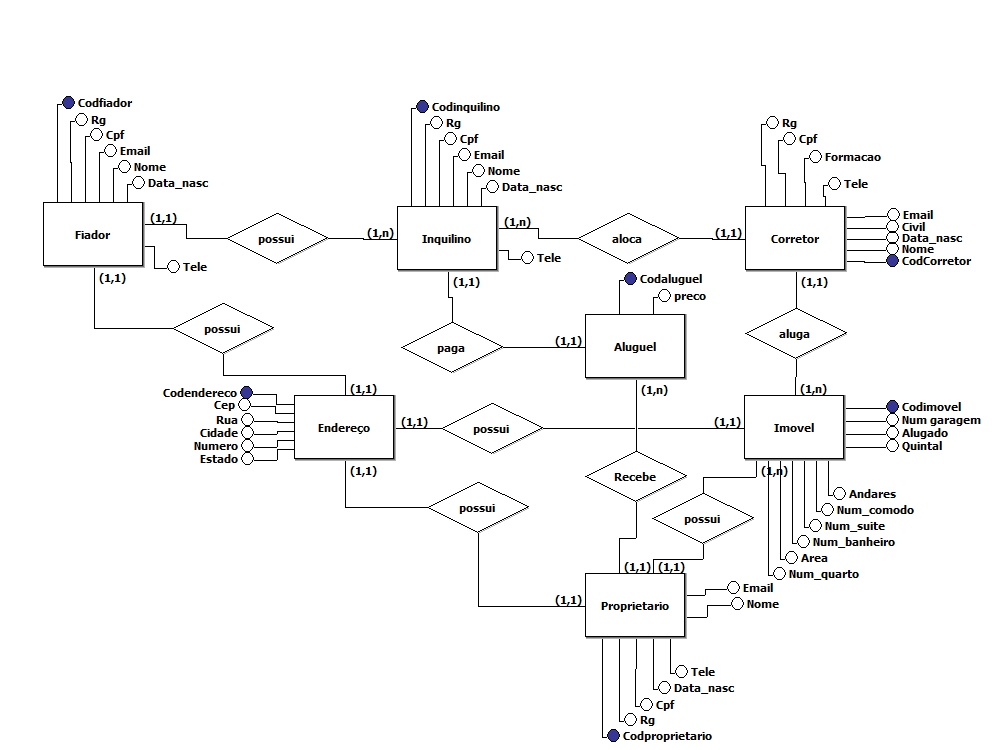 Codfiador
Rg
Cpf
Email
Nome
Data_nasc
Fiador
Tele
(1,1)
(1,1)
possui
(1,n)
Codinquilino
Rg
Cpf
Email
Nome
Data_nasc
Inquilino
Tele
(1,n)
(1,1)
aloca
(1,1)
Rg
Cpf
Formacao
Tele
Corretor
Email
Civil
Data_nasc
Nome
CodCorretor
(1,1)
possui
paga
(1,1)
Codaluguel
preco
Aluguel
(1,n)
aluga
(1,n)
(1,1)
Codendereco
Cep
Rua
Cidade
Numero
Estado
Endereço
(1,1)
(1,1)
possui
(1,1)
Imovel
Codimovel
Num garagem
Alugado
Quintal
(1,n)
Andares
Num_comodo
Num_suite
Num_banheiro
Area
Num_quarto
Recebe
possui
possui
(1,1)
(1,1)
(1,1)
Proprietario
Email
Nome
Tele
Data_nasc
Cpf
Rg
Codproprietario